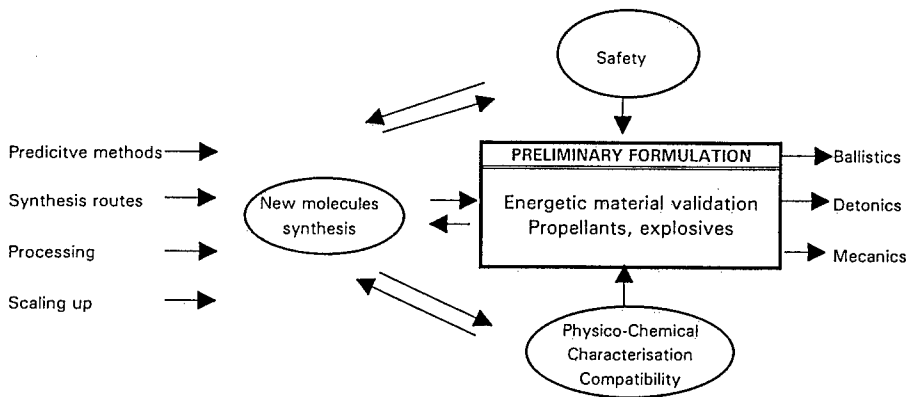 Safety
Predicitve methods
Synthesis routes
Processing
Scaling up
New molecules
synthesis
PRELIMINARY FORMULATION
Energetic material validation
Propellants, explosives
Ballistics
Detonics
Mecanics
Physico-Chemical
Characterisation
Compatibility